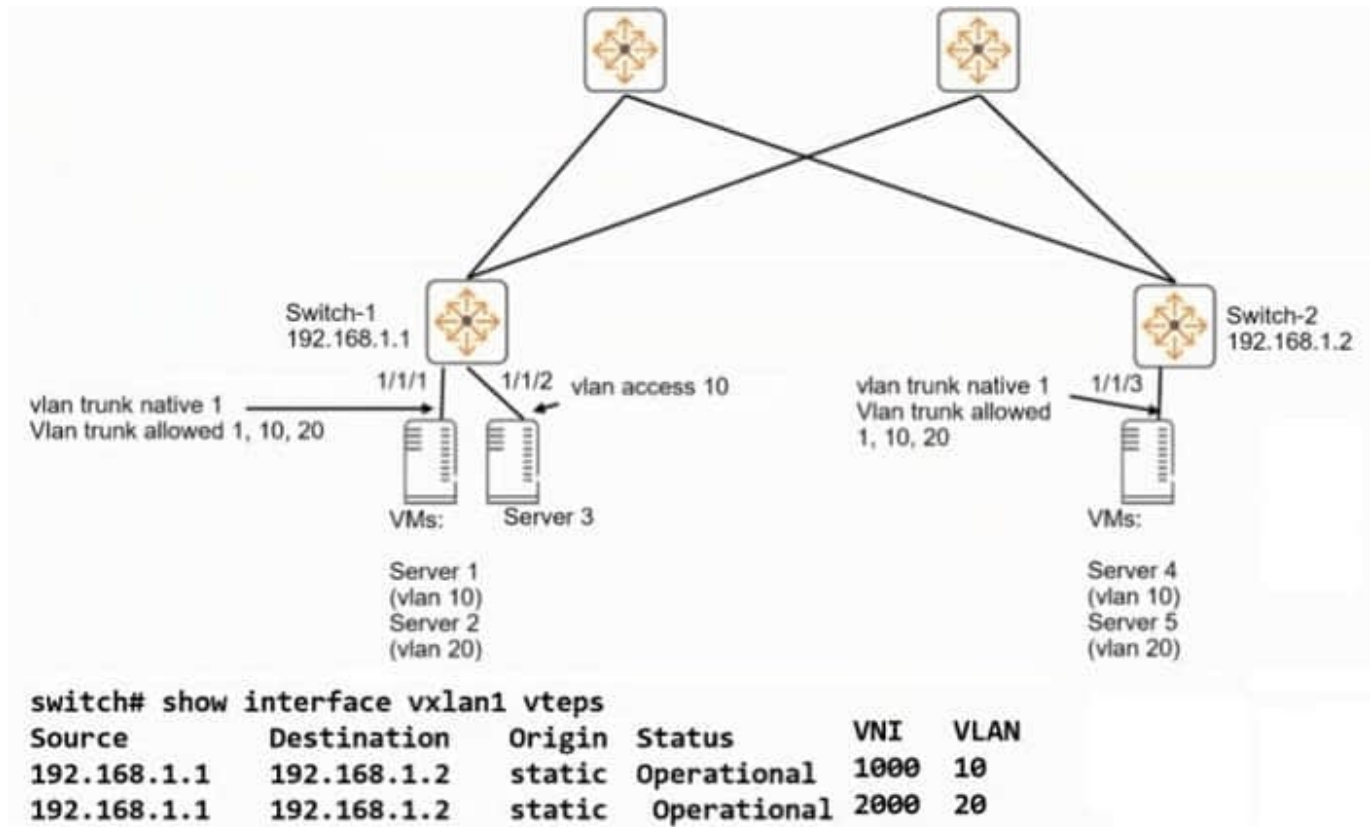 Switch-1
192.168.1.1
Switch-2
192.168.1.2
1/1/1
1/1/2
vlan access 10
vlan trunk native 1
Vlan trunk allowed 1, 10, 20
vlan trunk native 1
Vlan trunk allowed
1, 10, 20
1/1/3
VMs:
Server 1
(vlan 10)
Server 2
(vlan 20)
Server 3
VMs:
Server 4
(vlan 10)
Server 5
(vlan 20)
switch# show interface vxlan1 vteps
Source Destination Origin Status VNI VLAN
192.168.1.1 192.168.1.2 static Operational 1000 10
192.168.1.1 192.168.1.2 static Operational 2000 20